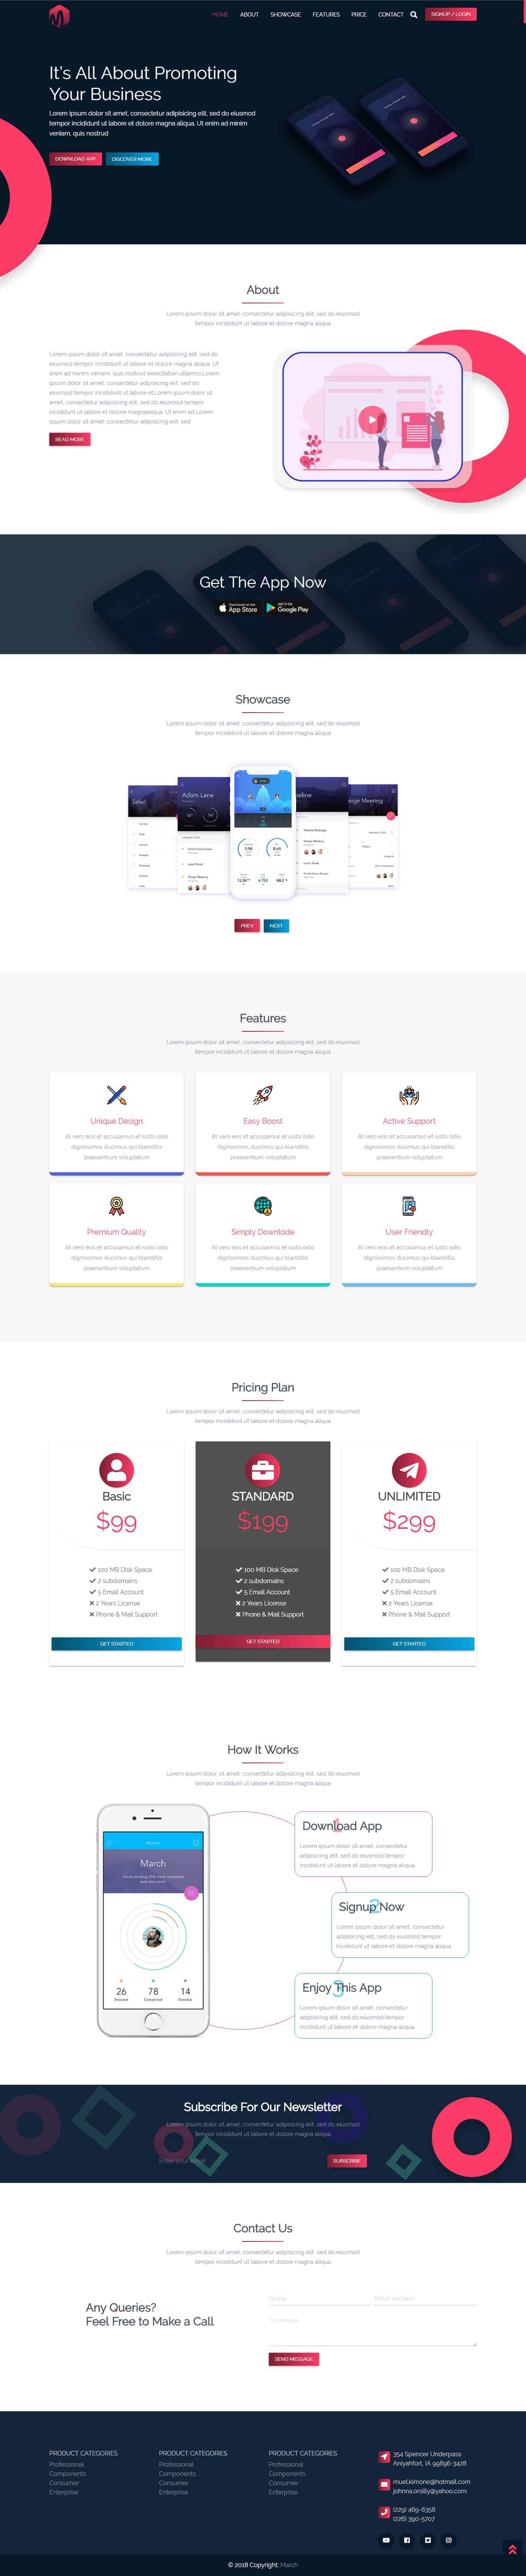 HOME ABOUT SHOWCASE FEATURES PRICE CONTACT SIGNUP / LOGIN
It's All About Promoting
Your Business
Lorem ipsum dolor sit amet, consectetur adipisicing elit, sed do eiusmod
tempor incididunt ut labore et dolore magna aliqua. Ut enim ad minim
veniam, quis nostrud
DOWNLOAD APP DISCOVER MORE
About
Lorem ipsum dolor sit amet, consectetur adipisicing elit, sed do eiusmod
tempor incididunt ut labore et dolore magna aliqua
Lorem ipsum dolor sit amet, consectetur adipisicing elit, sed do
eiusmod tempor incididunt ut labore et dolore magna aliqua. Ut
enim ad minim veniam, quis nostrud exercitation ullamco Lorem
ipsum dolor sit amet, consectetur adipisicing elit, sed do
eiusmod tempor incididunt ut labore et.Lorem ipsum dolor sit
amet, consectetur adipisicing elit, sed do eiusmod tempor
incididunt ut labore et dolore magnaaliqua. Ut enim ad Lorem
ipsum dolor sit amet, consectetur adipisicing elit, sed
READ MORE
Get The App Now
Download on the
App Store
GET IT ON
Google Play
Showcase
Lorem ipsum dolor sit amet, consectetur adipisicing elit, sed do eiusmod
tempor incididunt ut labore et dolore magna aliqua
Salad
Adam Lane
eline
sign Meeting
PREV NEXT
Features
Lorem ipsum dolor sit amet, consectetur adipisicing elit, sed do eiusmod
tempor incididunt ut labore et dolore magna aliqua
Unique Design
At vero eos et accusamus et iusto odio
dignissimos ducimus qui blanditiis
praesentium voluptatum.
Easy Boost
At vero eos et accusamus et iusto odio
dignissimos ducimus qui blanditiis
praesentium voluptatum
Active Support
At vero eos et accusamus et iusto odio
dignissimos ducimus qui blanditiis
praesentium voluptatum.
Premium Quality
At vero eos et accusamus et iusto odio
dignissimos ducimus qui blanditiis
praesentium voluptatum.
Simply Downlode
At vero eos et accusamus et iusto odio
dignissimos ducimus qui blanditiis
praesentium voluptatum
User Friendly
At vero eos et accusamus et iusto odio
dignissimos ducimus qui blanditiis
praesentium voluptatum
Pricing Plan
Lorem ipsum dolor sit amet, consectetur adipisicing elit, sed do eiusmod
tempor incididunt ut labore et dolore magna aliqua
Basic
$99
100 MB Disk Space
2 subdomains
5 Email Account
2 Years License
Phone & Mail Support
GET STARTED
STANDARD
$199
100 MB Disk Space
2 subdomains
5 Email Account
2 Years License
Phone & Mail Support
GET STARTED
UNLIMITED
$299
100 MB Disk Space
2 subdomains
5 Email Account
2 Years License
Phone & Mail Support
GET STARTED
How It Works
Lorem ipsum dolor sit amet, consectetur adipisicing elit, sed do eiusmod
tempor incididunt ut labore et dolore magna aliqua
March
26 78 14
1
Download App
Lorem ipsum dolor sit amet, consectetur
adipisicing elit, sed do eiusmod tempor
incididunt ut labore et dolore magna aliqua.
2
Signup Now
Lorem ipsum dolor sit amet, consectetur
adipisicing elit, sed do eiusmod tempor
incididunt ut labore et dolore magna aliqua.
3
Enjoy This App
Lorem ipsum dolor sit amet, consectetur
adipisicing elit, sed do eiusmod tempor
incididunt ut labore et dolore magna aliqua.
Subscribe For Our Newsletter
Lorem ipsum dolor sit amet, consectetur adipisicing elit, sed do eiusmod
tempor incididunt ut labore et dolore magna aliqua
Enter your email
SUBSCRIBE
Contact Us
Lorem ipsum dolor sit amet, consectetur adipisicing elit, sed do eiusmod
tempor incididunt ut labore et dolore magna aliqua
Any Queries?
Feel Free to Make a Call
Name Email address
Your message
SEND MESSAGE
PRODUCT CATEGORIES
Professional
Components
Consumer
Enterprise
PRODUCT CATEGORIES
Professional
Components
Consumer
Enterprise
PRODUCT CATEGORIES
Professional
Components
Consumer
Enterprise
354 Spencer Underpass
Aniyahfort, IA 99896-3428
muel.kimone@hotmail.com
johnna.orsilly@yahoo.com
(229) 469-6358
(226) 390-5707
© 2018 Copyright: March